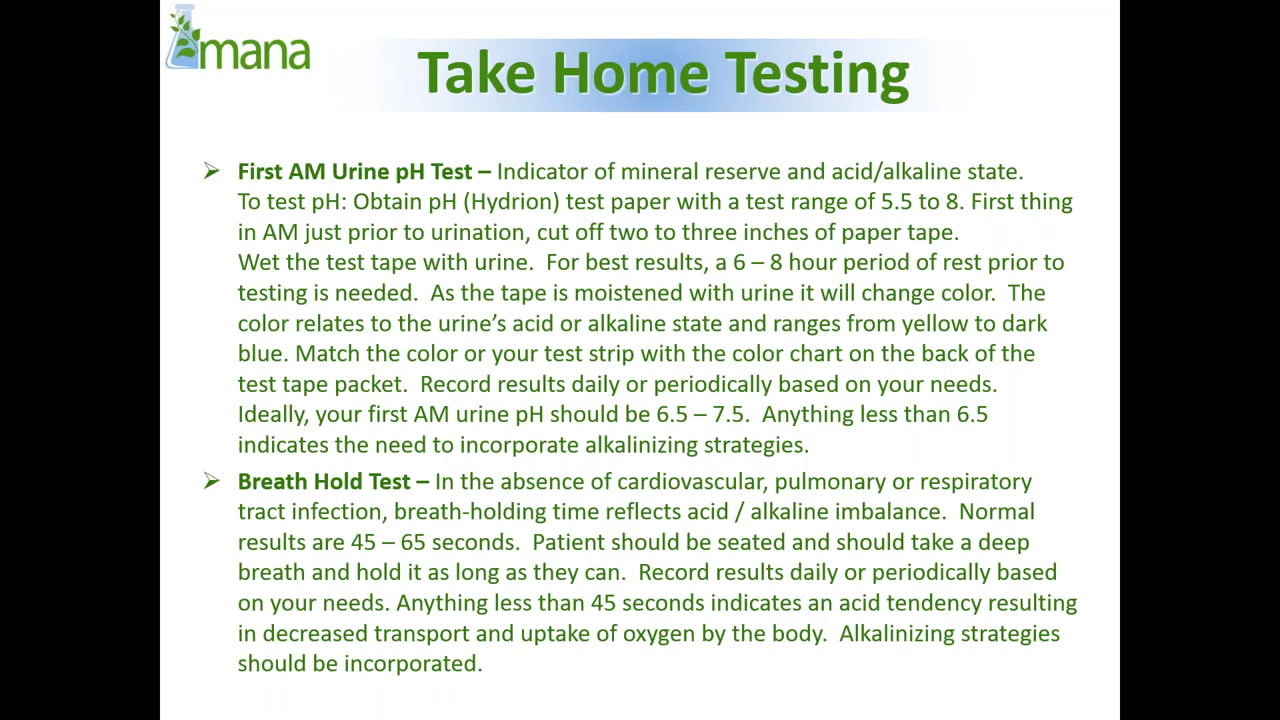 mana
Take Home Testing
➢ First AM Urine pH Test – Indicator of mineral reserve and acid/alkaline state.
To test pH: Obtain pH (Hydrion) test paper with a test range of 5.5 to 8. First thing
in AM just prior to urination, cut off two to three inches of paper tape.
Wet the test tape with urine. For best results, a 6 – 8 hour period of rest prior to
testing is needed. As the tape is moistened with urine it will change color. The
color relates to the urine's acid or alkaline state and ranges from yellow to dark
blue. Match the color or your test strip with the color chart on the back of the
test tape packet. Record results daily or periodically based on your needs.
Ideally, your first AM urine pH should be 6.5 – 7.5. Anything less than 6.5
indicates the need to incorporate alkalinizing strategies.
➢ Breath Hold Test – In the absence of cardiovascular, pulmonary or respiratory
tract infection, breath-holding time reflects acid / alkaline imbalance. Normal
results are 45 – 65 seconds. Patient should be seated and should take a deep
breath and hold it as long as they can. Record results daily or periodically based
on your needs. Anything less than 45 seconds indicates an acid tendency resulting
in decreased transport and uptake of oxygen by the body. Alkalinizing strategies
should be incorporated.